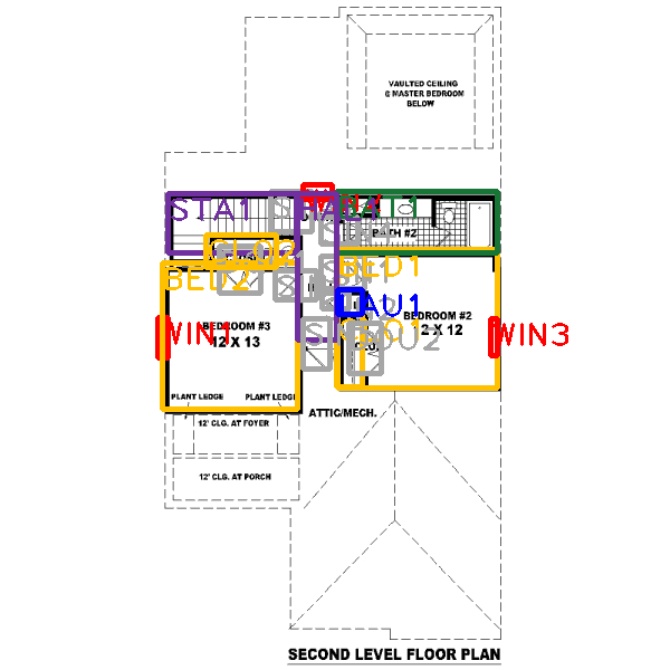 VAULTED CEILING
@ MASTER BEDROOM
BELOW
STA1
BATH #2
CLO2
BED1
BED2
LAU1
BEDROOM #2
12 X 12
WIN1
BEDROOM #3
12 X 13
WIN3
PLANT LEDGE
PLANT LEDGE
ATTIC/MECH.
12' CLG. AT FOYER
12' CLG. AT PORCH
SECOND LEVEL FLOOR PLAN